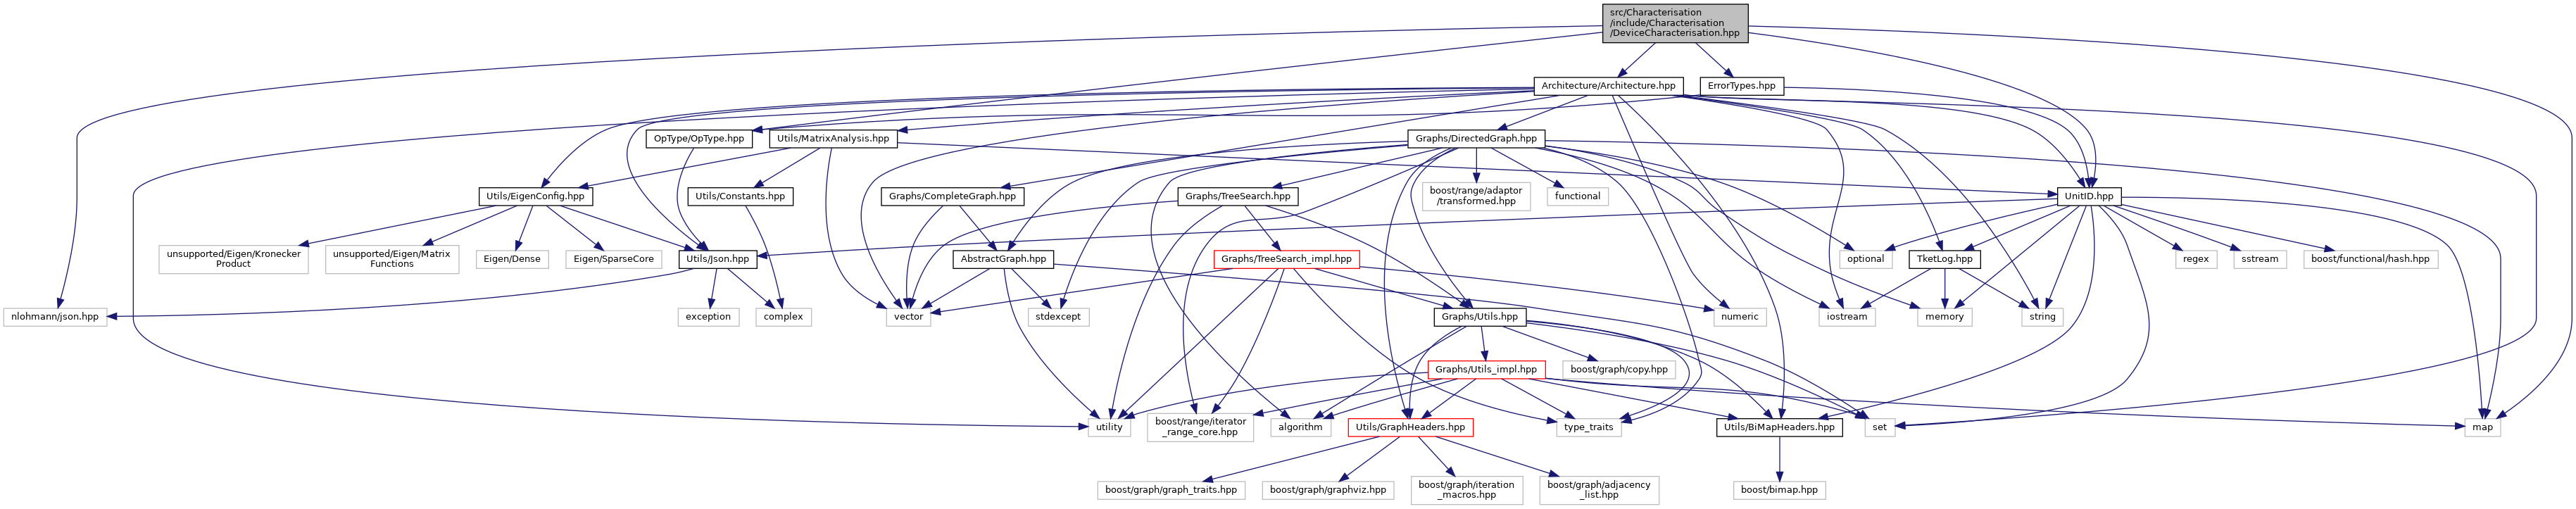 src/Characterisation
/include/Characterisation
/DeviceCharacterisation.hpp
Architecture/Architecture.hpp
ErrorTypes.hpp
OpType/OpType.hpp
Utils/MatrixAnalysis.hpp
Graphs/DirectedGraph.hpp
Utils/EigenConfig.hpp
Utils/Constants.hpp
Graphs/CompleteGraph.hpp
Graphs/TreeSearch.hpp
boost/range/adaptor
/transformed.hpp
functional
UnitID.hpp
unsupported/Eigen/Kronecker
Product
unsupported/Eigen/Matrix
Functions
Eigen/Dense
Eigen/SparseCore
Utils/Json.hpp
AbstractGraph.hpp
Graphs/TreeSearch_impl.hpp
optional
TketLog.hpp
regex
sstream
boost/functional/hash.hpp
nlohmann/json.hpp
exception
complex
vector
stdexcept
Graphs/Utils.hpp
numeric
iostream
memory
string
Graphs/Utils_impl.hpp
boost/graph/copy.hpp
utility
boost/range/iterator
_range_core.hpp
algorithm
Utils/GraphHeaders.hpp
type_traits
Utils/BiMapHeaders.hpp
set
map
boost/graph/graph_traits.hpp
boost/graph/graphviz.hpp
boost/graph/iteration
_macros.hpp
boost/graph/adjacency
_list.hpp
boost/bimap.hpp